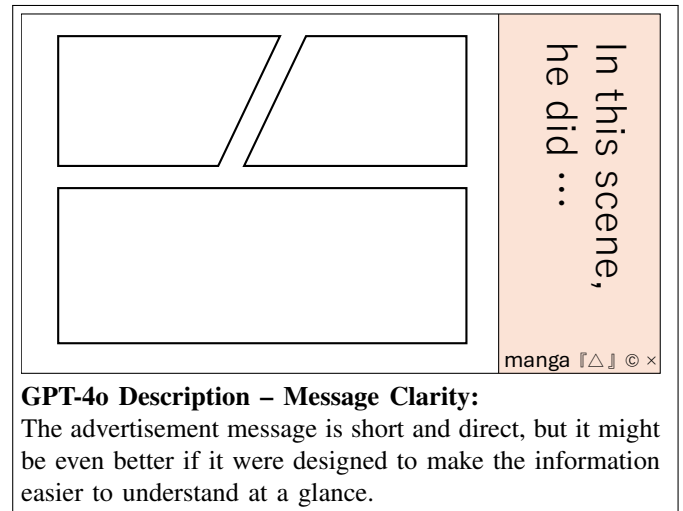 In this scene,
he did …
manga『△』© ×
GPT-4o Description – Message Clarity:
The advertisement message is short and direct, but it might
be even better if it were designed to make the information
easier to understand at a glance.